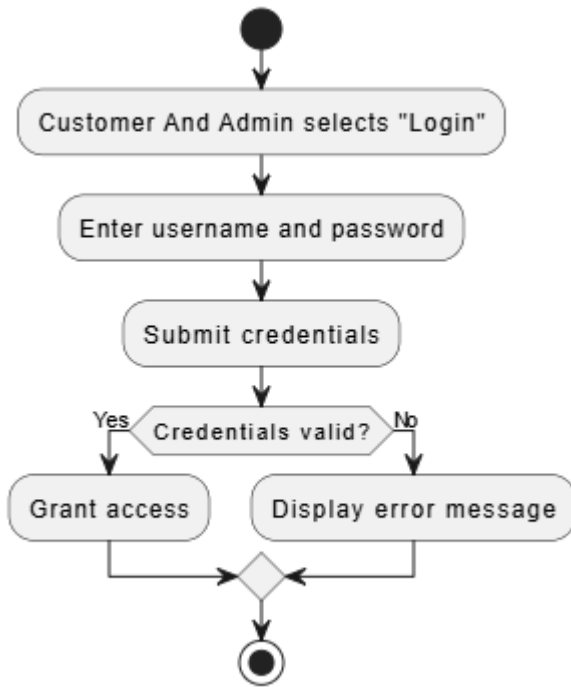 Customer And Admin selects "Login"
Enter username and password
Submit credentials
Yes
Credentials valid?
No
Grant access
Display error message